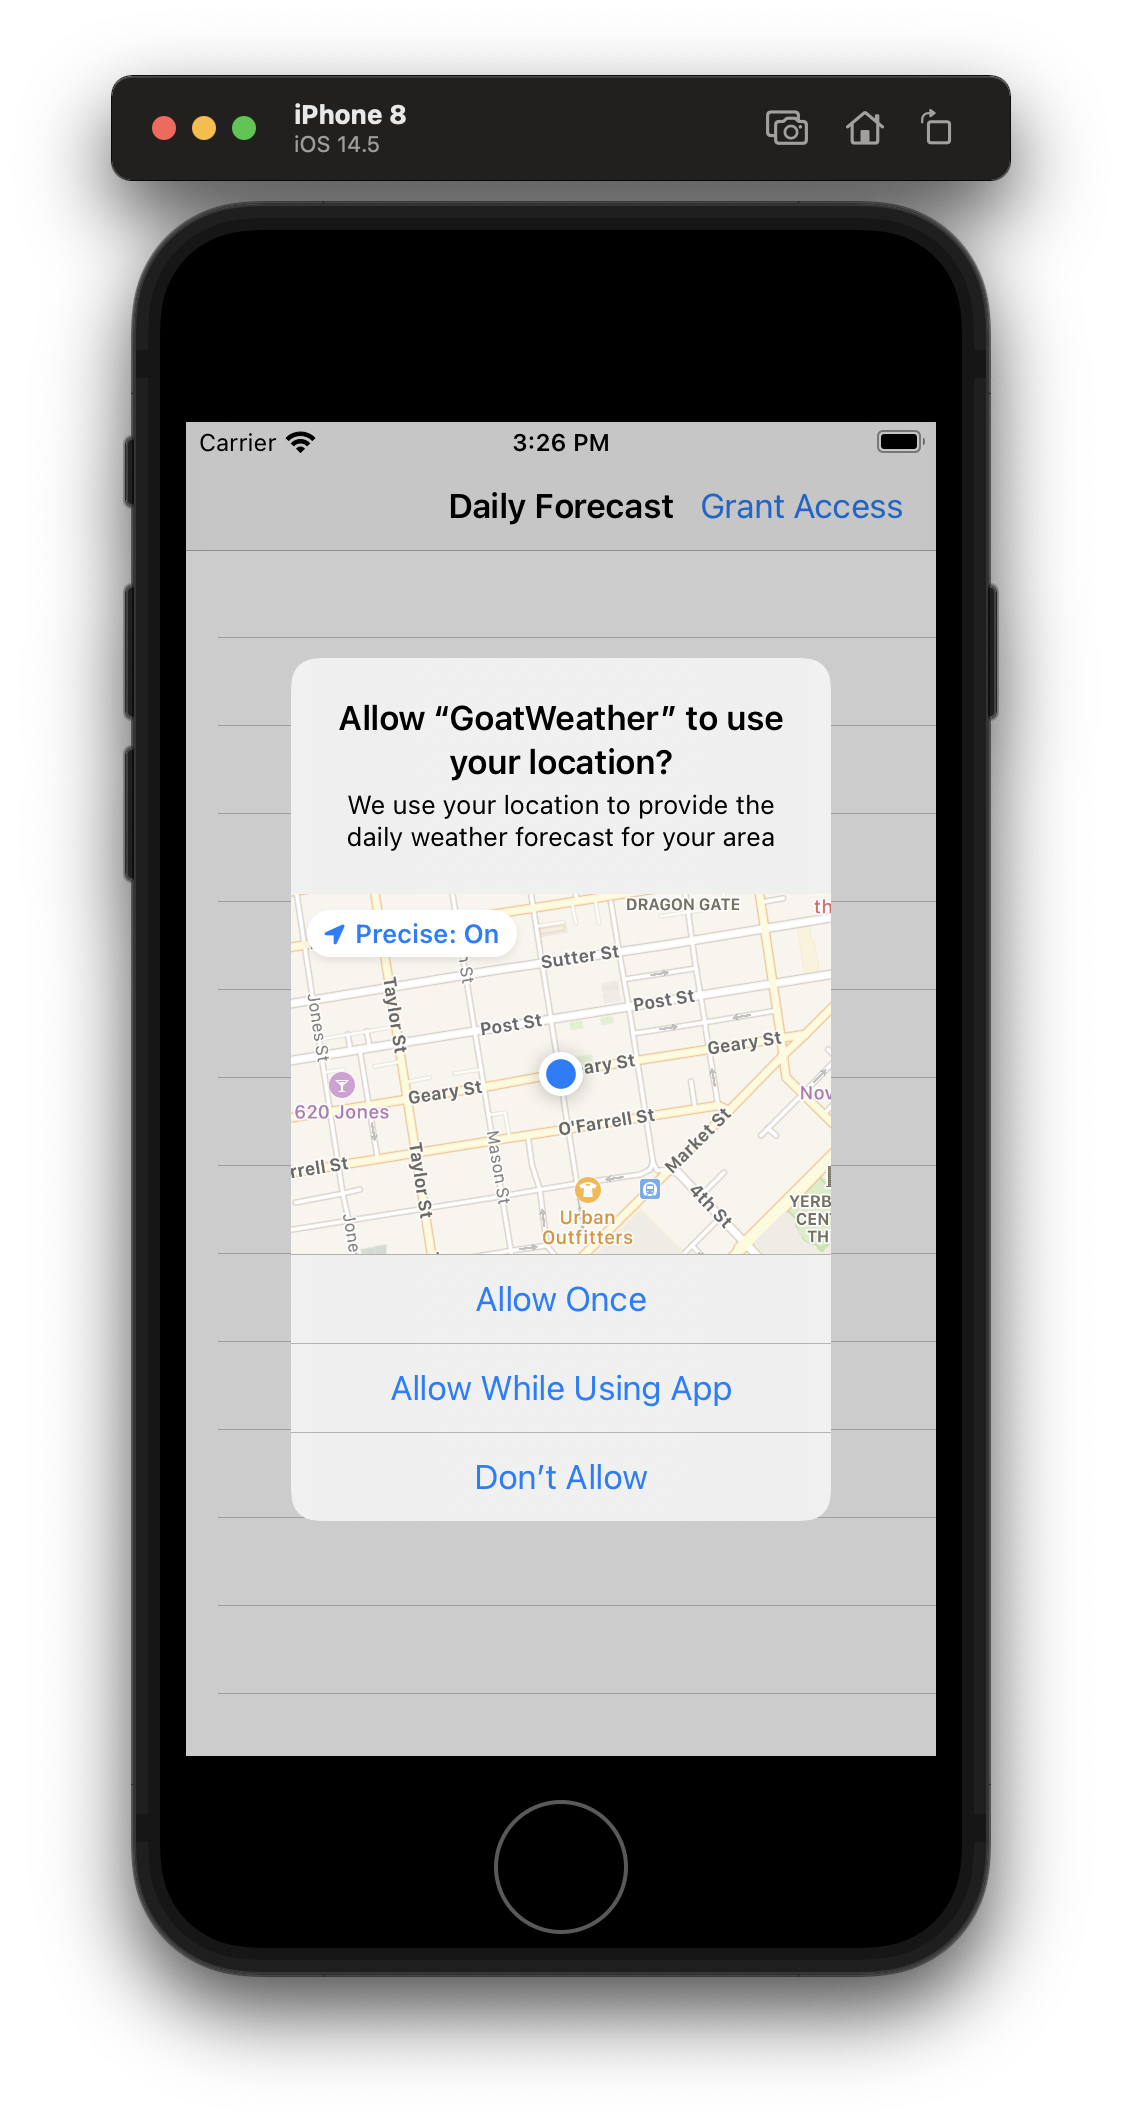 iPhone 8
iOS 14.5
Carrier
3:26 PM
Daily Forecast
Grant Access
Allow “GoatWeather” to use
your location?
We use your location to provide the
daily weather forecast for your area
DRAGON GATE
th
Precise: On
Sutter St
St
Taylor St
Jones St
Post St
Post St
Geary St
ary St
Geary St
620 Jones
Nov
O'Farrell St
Market St
rrell St
Taylor St
Mason St
4th St
Jone
Urban
Outfitters
YERB
CEN
TH
Allow Once
Allow While Using App
Don’t Allow